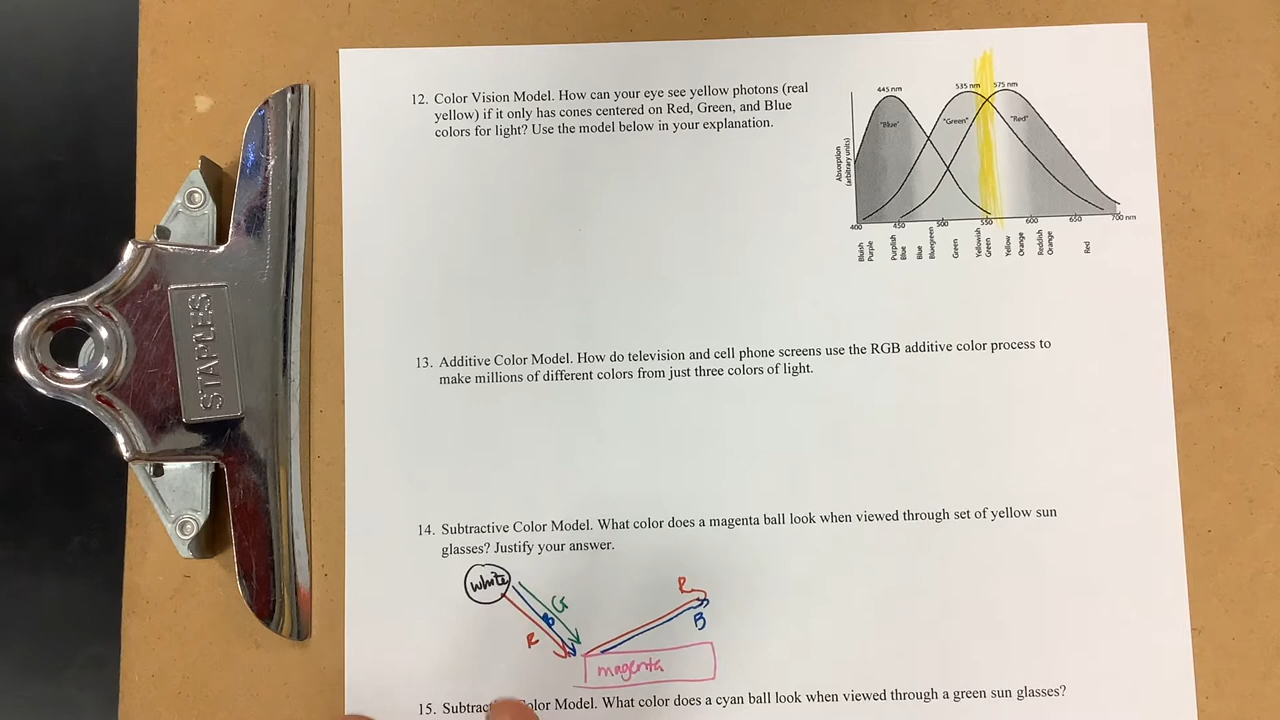 STAPLES
12. Color Vision Model. How can your eye see yellow photons (real
yellow) if it only has cones centered on Red, Green, and Blue
colors for light? Use the model below in your explanation.
445 nm
535 nm
575 nm
"Blue"
"Green"
"Red"
Absorption
(arbitrary units)
400
450
500
550
600
650
700 nm
Bluish
Purple
Purplish
Blue
Blue
Bluegreen
Green
Yellowish
Green
Yellow
Orange
Reddish
Orange
Red
13. Additive Color Model. How do television and cell phone screens use the RGB additive color process to
make millions of different colors from just three colors of light.
14. Subtractive Color Model. What color does a magenta ball look when viewed through set of yellow sun
glasses? Justify your answer.
White
G
B
R
R
B
magenta
15. Subtract Color Model. What color does a cyan ball look when viewed through a green sun glasses?